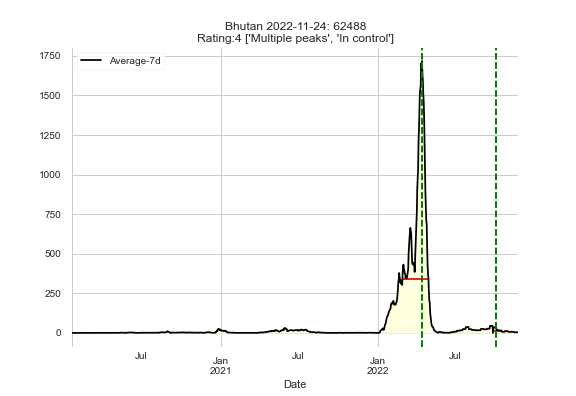 Bhutan 2022-11-24: 62488
Rating:4 ['Multiple peaks', 'In control']
Average-7d
1750
1500
1250
1000
750
500
250
0
Jul
Jan
2021
Jul
Jan
2022
Jul
Date